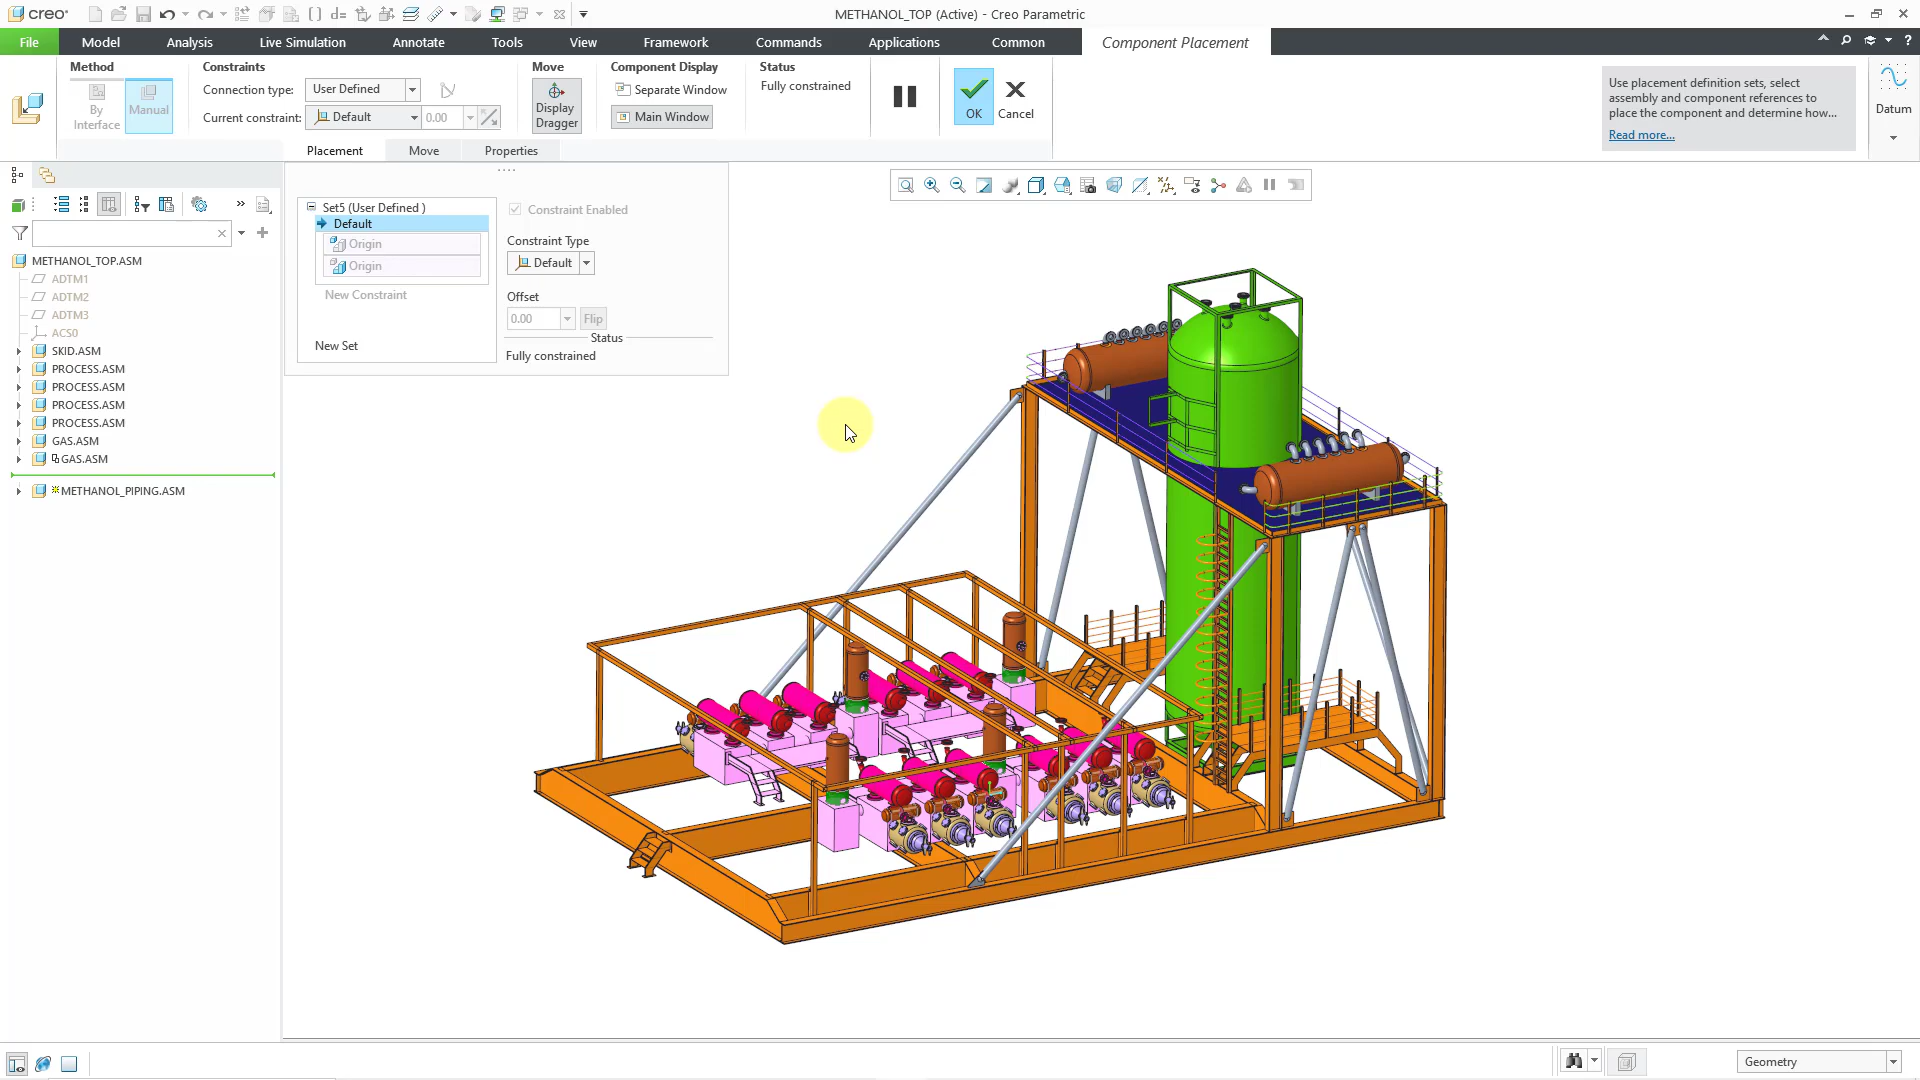 creo
METHANOL_TOP (Active) - Creo Parametric
File
Model
Analysis
Live Simulation
Annotate
Tools
View
Framework
Commands
Applications
Common
Component Placement
Method
By Interface
Manual
Constraints
Connection type:
User Defined
Current constraint:
Default
0.00
Move
Display Dragger
Component Display
Separate Window
Main Window
Status
Fully constrained
OK
Cancel
Use placement definition sets, select
assembly and component references to
place the component and determine how...
Read more...
Datum
Placement
Move
Properties
Set5 (User Defined )
Default
Origin
Origin
New Constraint
New Set
Constraint Enabled
Constraint Type
Default
Offset
0.00
Flip
Status
Fully constrained
METHANOL_TOP.ASM
ADTM1
ADTM2
ADTM3
ACS0
SKID.ASM
PROCESS.ASM
PROCESS.ASM
PROCESS.ASM
PROCESS.ASM
GAS.ASM
GAS.ASM
METHANOL_PIPING.ASM
Geometry